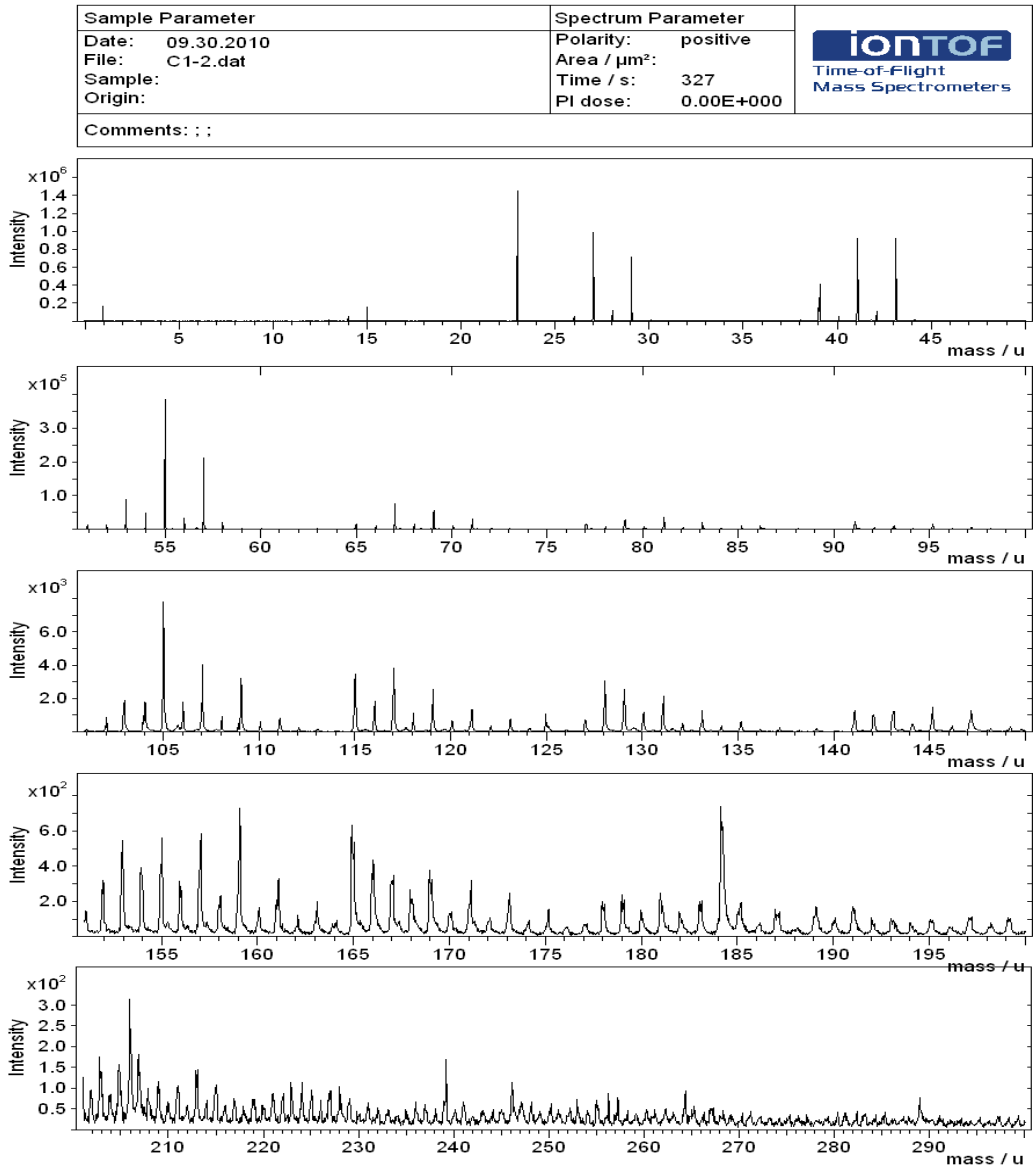 Sample Parameter
Date: 09.30.2010
File: C1-2.dat
Sample:
Origin:
Spectrum Parameter
Polarity: positive
Area / µm²:
Time / s: 327
PI dose: 0.00E+000
ionTOF
Time-of-Flight
Mass Spectrometers
Comments: ; ;
x10⁶
1.4
1.2
1.0
0.8
0.6
0.4
0.2
Intensity
5 10 15 20 25 30 35 40 45
mass / u
x10⁵
3.0
2.0
1.0
Intensity
55 60 65 70 75 80 85 90 95
mass / u
x10³
6.0
4.0
2.0
Intensity
105 110 115 120 125 130 135 140 145
mass / u
x10²
6.0
4.0
2.0
Intensity
155 160 165 170 175 180 185 190 195
mass / u
x10²
3.0
2.5
2.0
1.5
1.0
0.5
Intensity
210 220 230 240 250 260 270 280 290
mass / u